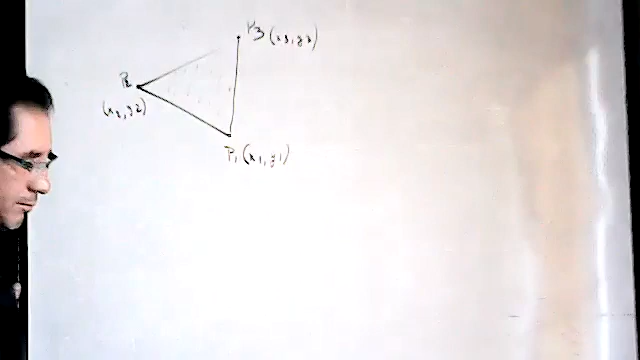 P3 (x3, y3)
P2
(x2, y2)
P1 (x1, y1)